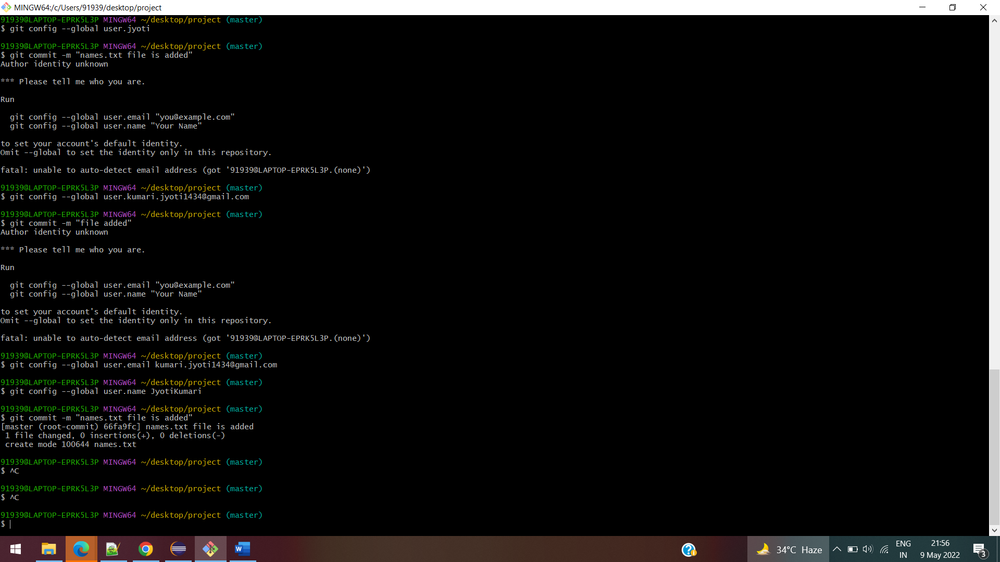 MINGW64:/c/Users/91939/desktop/project
91939@LAPTOP-EPRK5L3P MINGW64 ~/desktop/project (master)
$ git config --global user.jyoti
91939@LAPTOP-EPRK5L3P MINGW64 ~/desktop/project (master)
$ git commit -m "names.txt file is added"
Author identity unknown
*** Please tell me who you are.
Run
git config --global user.email "you@example.com"
git config --global user.name "Your Name"
to set your account's default identity.
Omit --global to set the identity only in this repository.
fatal: unable to auto-detect email address (got '91939@LAPTOP-EPRK5L3P.(none)')
91939@LAPTOP-EPRK5L3P MINGW64 ~/desktop/project (master)
$ git config --global user.kumari.jyoti1434@gmail.com
91939@LAPTOP-EPRK5L3P MINGW64 ~/desktop/project (master)
$ git commit -m "file added"
Author identity unknown
*** Please tell me who you are.
Run
git config --global user.email "you@example.com"
git config --global user.name "Your Name"
to set your account's default identity.
Omit --global to set the identity only in this repository.
fatal: unable to auto-detect email address (got '91939@LAPTOP-EPRK5L3P.(none)')
91939@LAPTOP-EPRK5L3P MINGW64 ~/desktop/project (master)
$ git config --global user.email kumari.jyoti1434@gmail.com
91939@LAPTOP-EPRK5L3P MINGW64 ~/desktop/project (master)
$ git config --global user.name JyotiKumari
91939@LAPTOP-EPRK5L3P MINGW64 ~/desktop/project (master)
$ git commit -m "names.txt file is added"
[master (root-commit) 66fa9fc] names.txt file is added
1 file changed, 0 insertions(+), 0 deletions(-)
create mode 100644 names.txt
91939@LAPTOP-EPRK5L3P MINGW64 ~/desktop/project (master)
$ ^C
91939@LAPTOP-EPRK5L3P MINGW64 ~/desktop/project (master)
$ ^C
91939@LAPTOP-EPRK5L3P MINGW64 ~/desktop/project (master)
$
34°C Haze
ENG
IN
21:56
9 May 2022
3